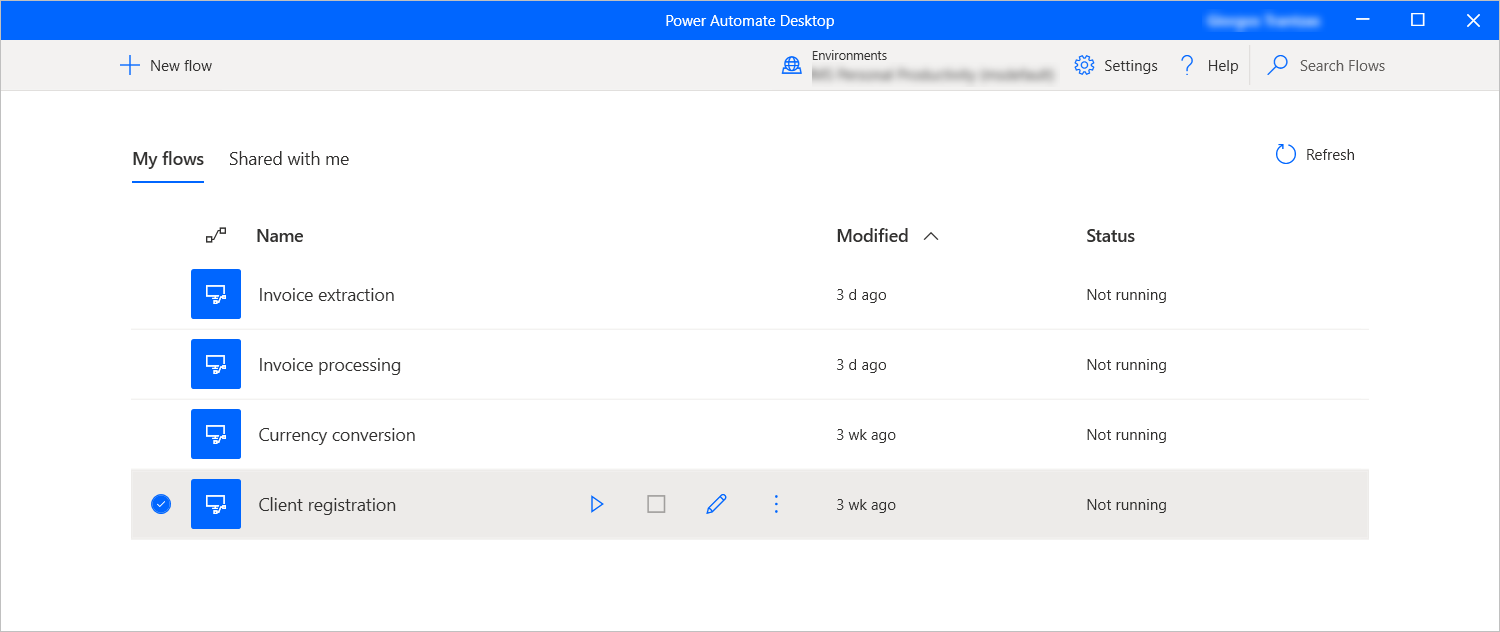 Power Automate Desktop
New flow
Environments
Settings
Help
Search Flows
My flows
Shared with me
Refresh
Name
Modified
Status
Invoice extraction
3 d ago
Not running
Invoice processing
3 d ago
Not running
Currency conversion
3 wk ago
Not running
Client registration
3 wk ago
Not running